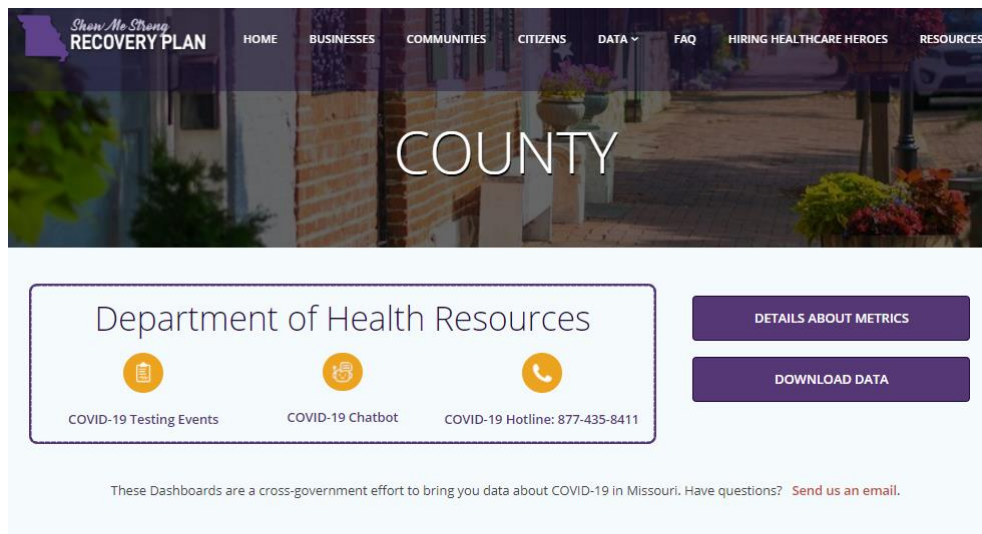 Show Me Strong
RECOVERY PLAN
HOME
BUSINESSES
COMMUNITIES
CITIZENS
DATA
FAQ
HIRING HEALTHCARE HEROES
RESOURCES
COUNTY
Department of Health Resources
COVID-19 Testing Events
COVID-19 Chatbot
COVID-19 Hotline: 877-435-8411
DETAILS ABOUT METRICS
DOWNLOAD DATA
These Dashboards are a cross-government effort to bring you data about COVID-19 in Missouri. Have questions? Send us an email.